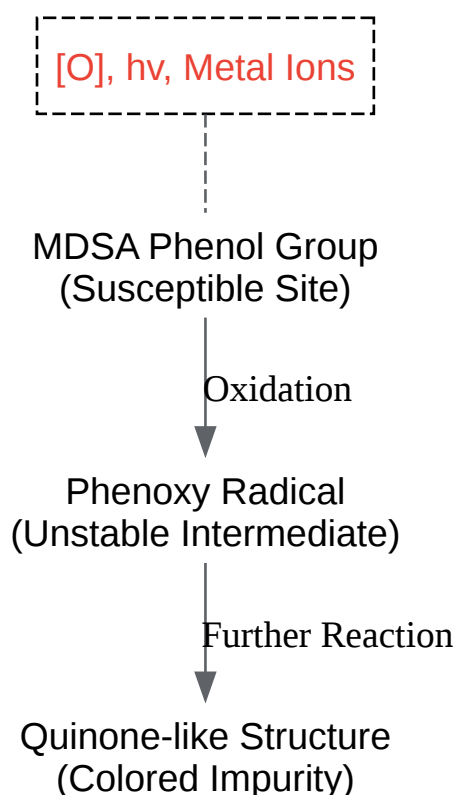 [O], hv, Metal Ions
MDSA Phenol Group
(Susceptible Site)
Oxidation
Phenoxy Radical
(Unstable Intermediate)
Further Reaction
Quinone-like Structure
(Colored Impurity)